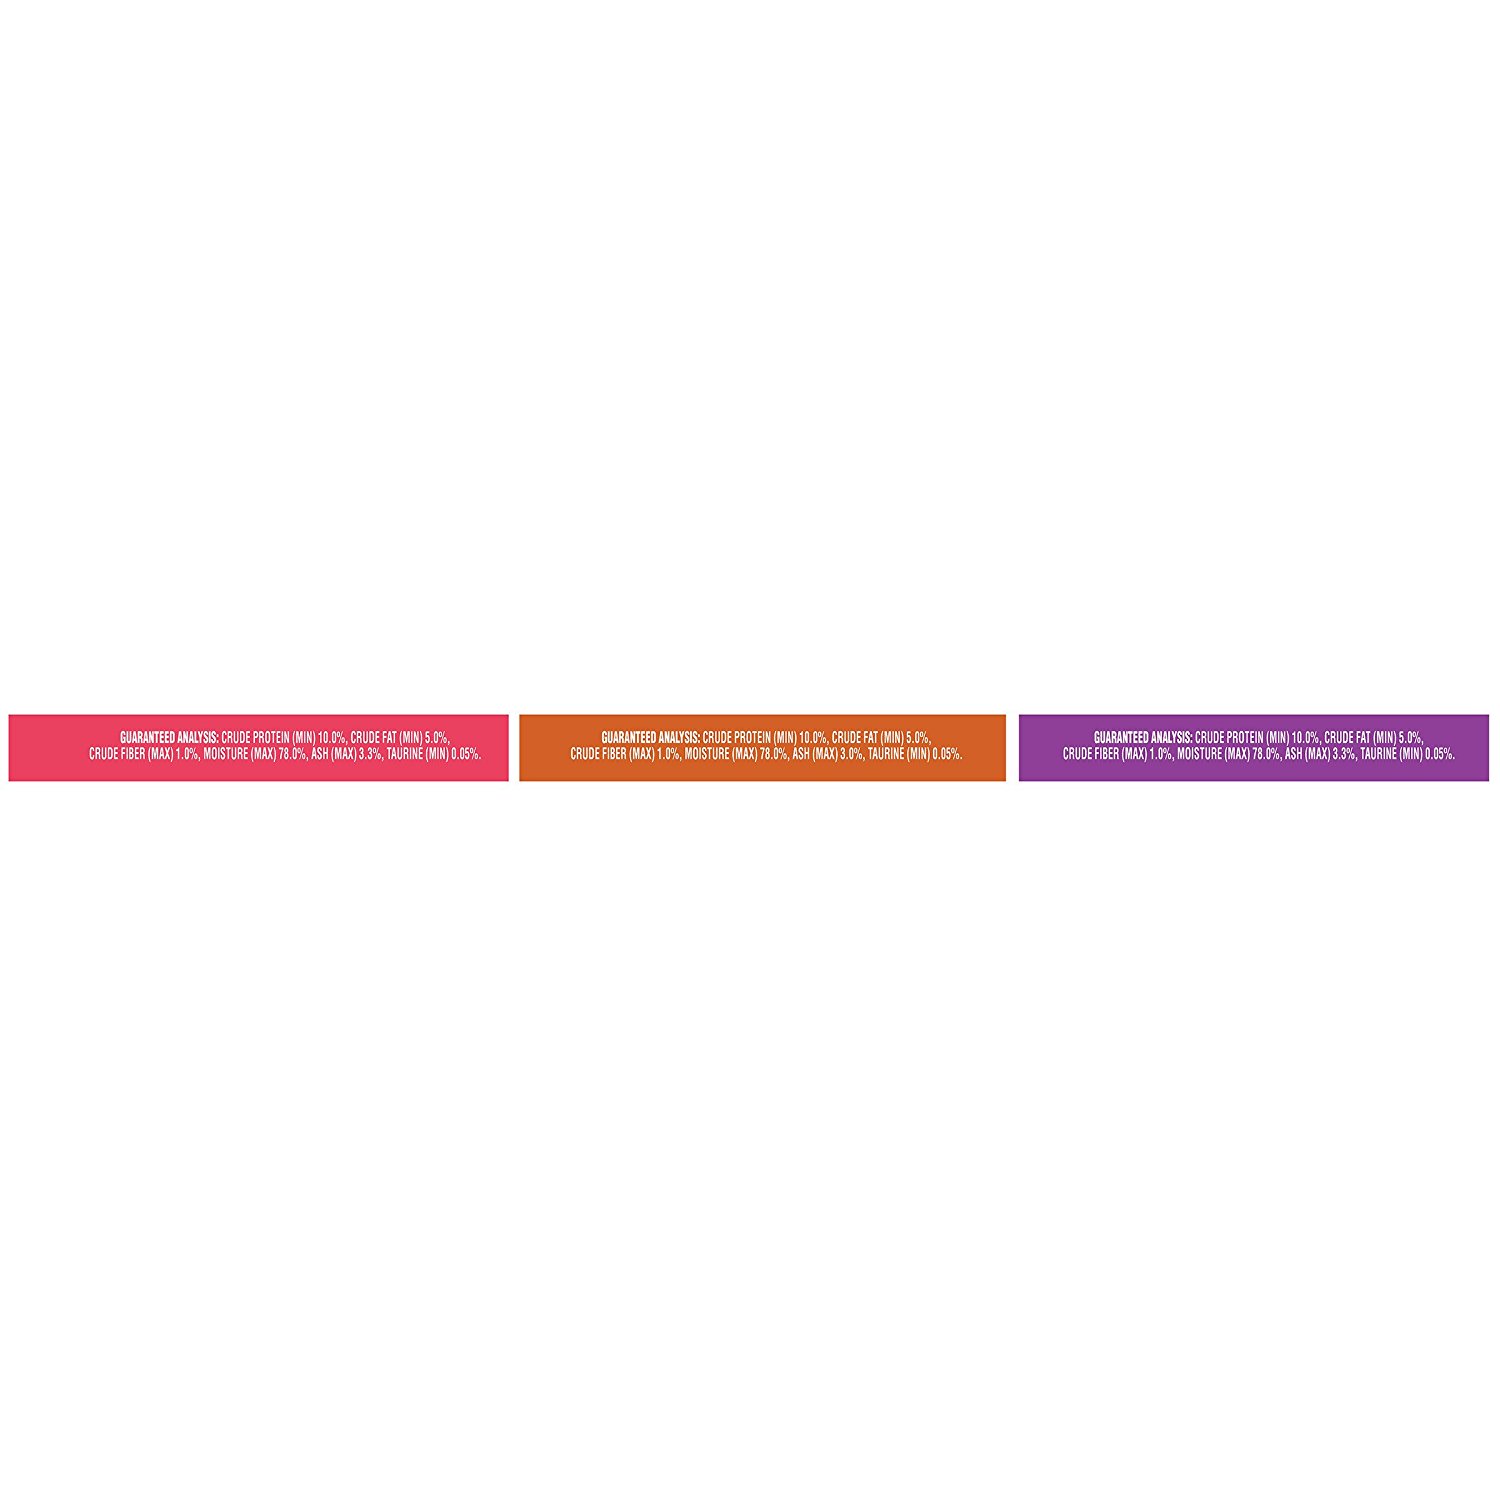 GUARANTEED ANALYSIS: CRUDE PROTEIN (MIN) 10.0%, CRUDE FAT (MIN) 5.0%,
CRUDE FIBER (MAX) 1.0%, MOISTURE (MAX) 78.0%, ASH (MAX) 3.3%, TAURINE (MIN) 0.05%.
GUARANTEED ANALYSIS: CRUDE PROTEIN (MIN) 10.0%, CRUDE FAT (MIN) 5.0%,
CRUDE FIBER (MAX) 1.0%, MOISTURE (MAX) 78.0%, ASH (MAX) 3.0%, TAURINE (MIN) 0.05%.
GUARANTEED ANALYSIS: CRUDE PROTEIN (MIN) 10.0%, CRUDE FAT (MIN) 5.0%,
CRUDE FIBER (MAX) 1.0%, MOISTURE (MAX) 78.0%, ASH (MAX) 3.3%, TAURINE (MIN) 0.05%.